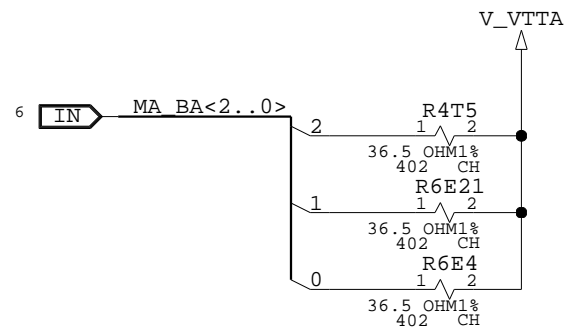 V_VTTA
6 IN MA_BA<2..0>
R4T5
2 1 2
36.5 OHM1%
402 CH
R6E21
1 1 2
36.5 OHM1%
402 CH
R6E4
0 1 2
36.5 OHM1%
402 CH